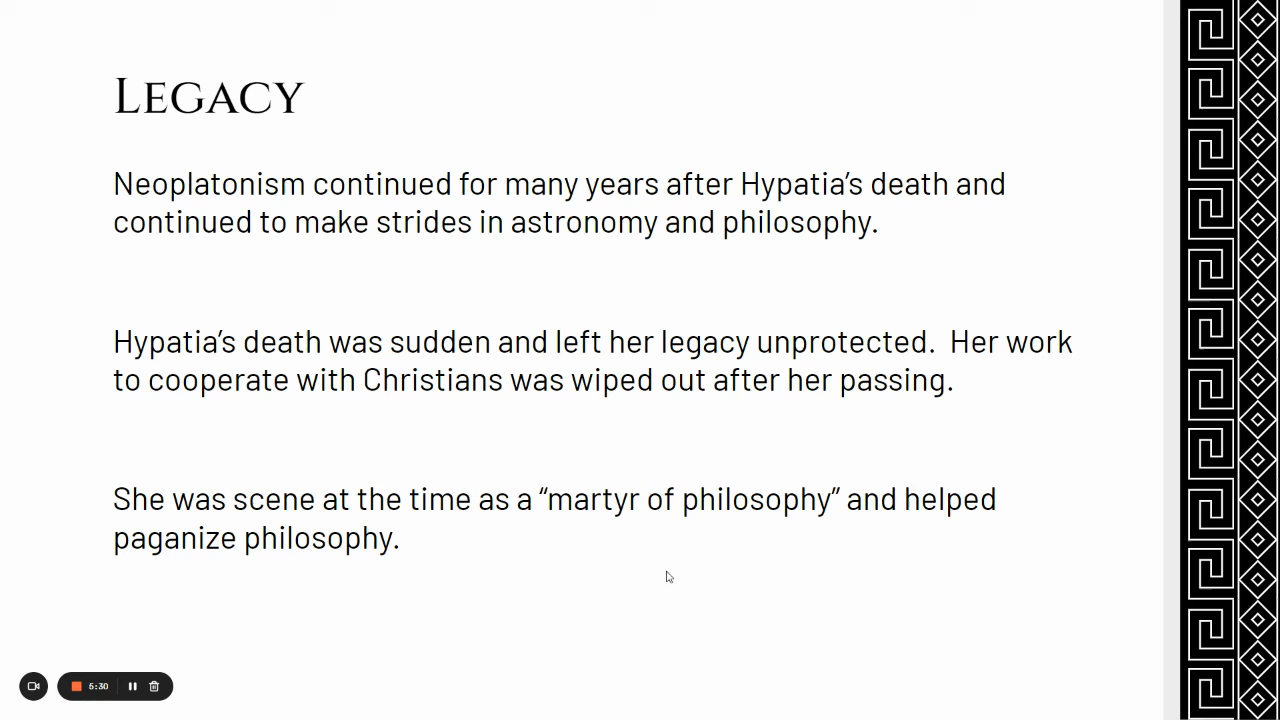 Legacy
Neoplatonism continued for many years after Hypatia’s death and
continued to make strides in astronomy and philosophy.
Hypatia’s death was sudden and left her legacy unprotected.  Her work
to cooperate with Christians was wiped out after her passing.
She was scene at the time as a “martyr of philosophy” and helped
paganize philosophy.
5:30